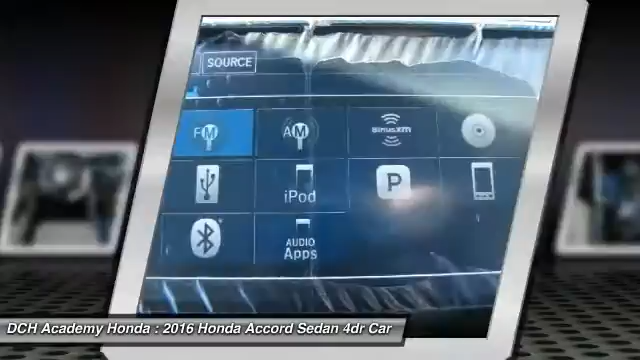 SOURCE
FM
AM
SiriusXM
iPod
P
AUDIO
Apps
DCH Academy Honda : 2016 Honda Accord Sedan 4dr Car